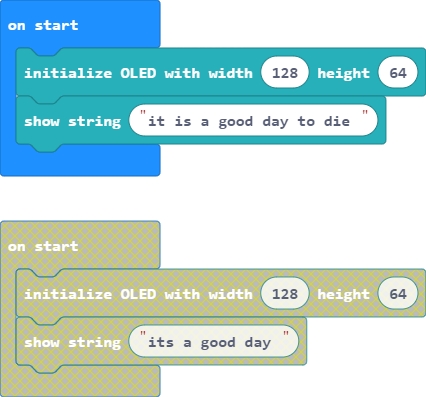 on start
initialize OLED with width 128 height 64
show string "it is a good day to die "
on start
initialize OLED with width 128 height 64
show string "its a good day "